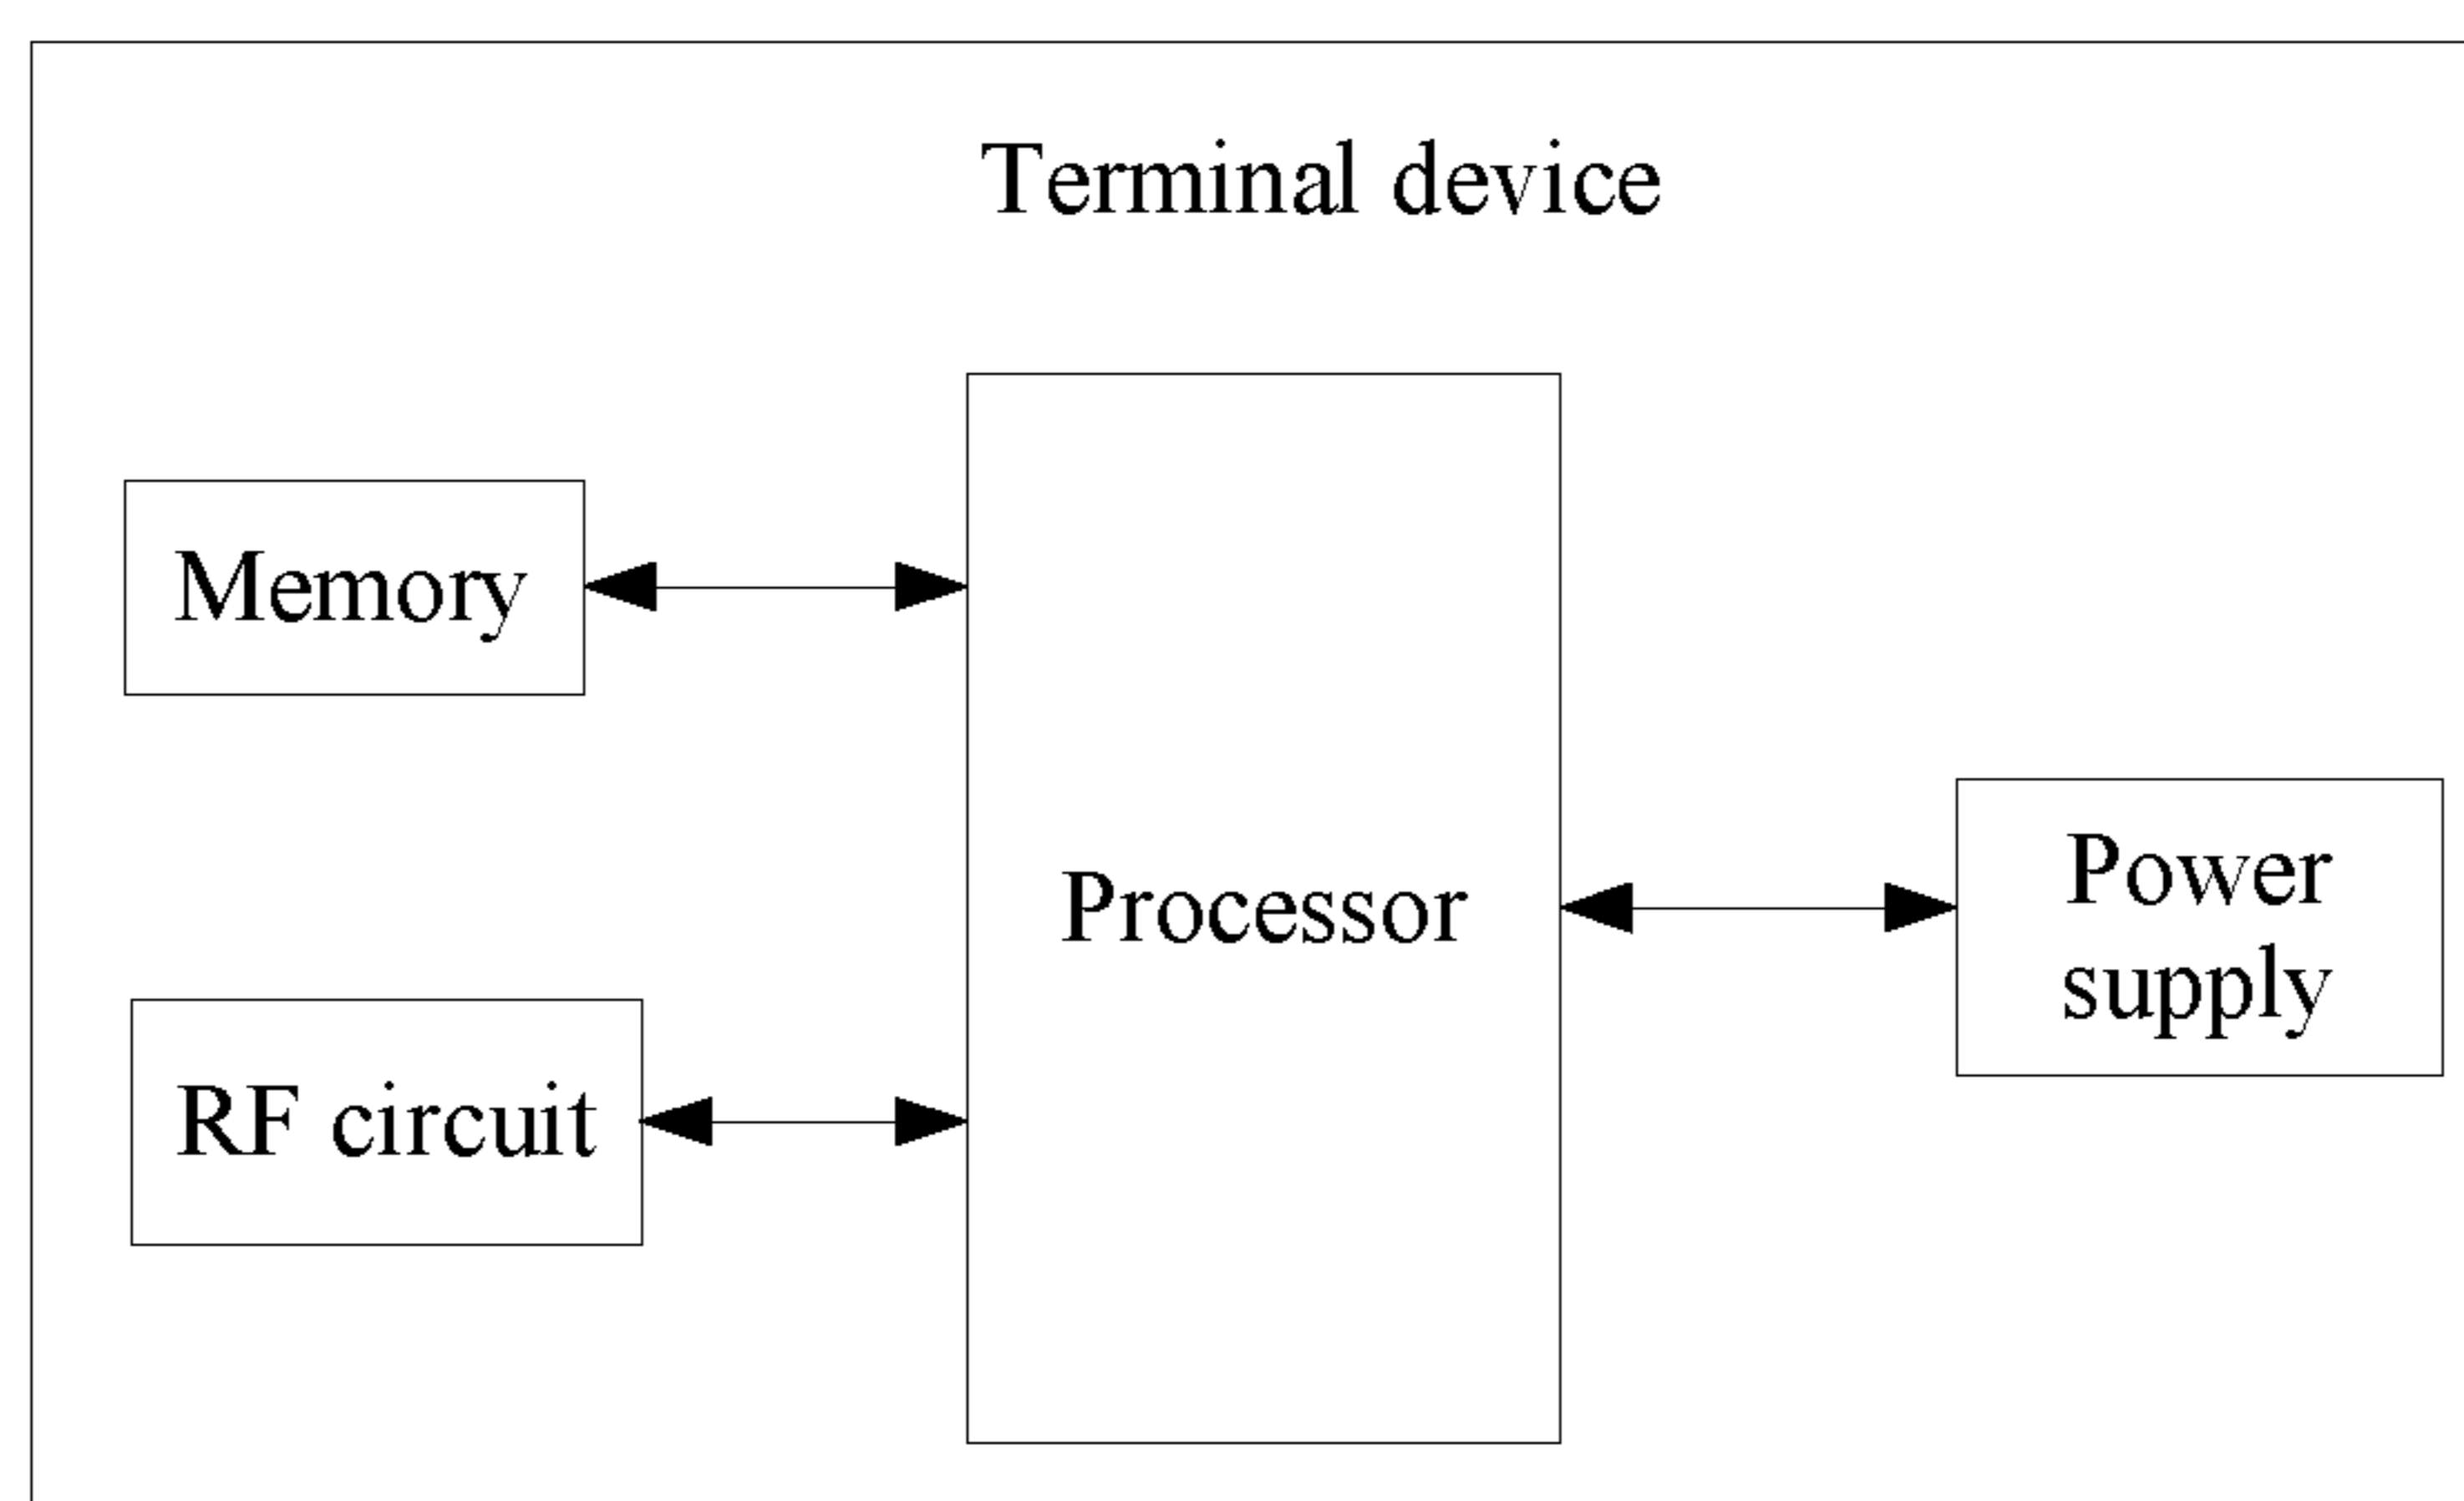 Terminal device
Memory
Processor
Power
supply
RF circuit